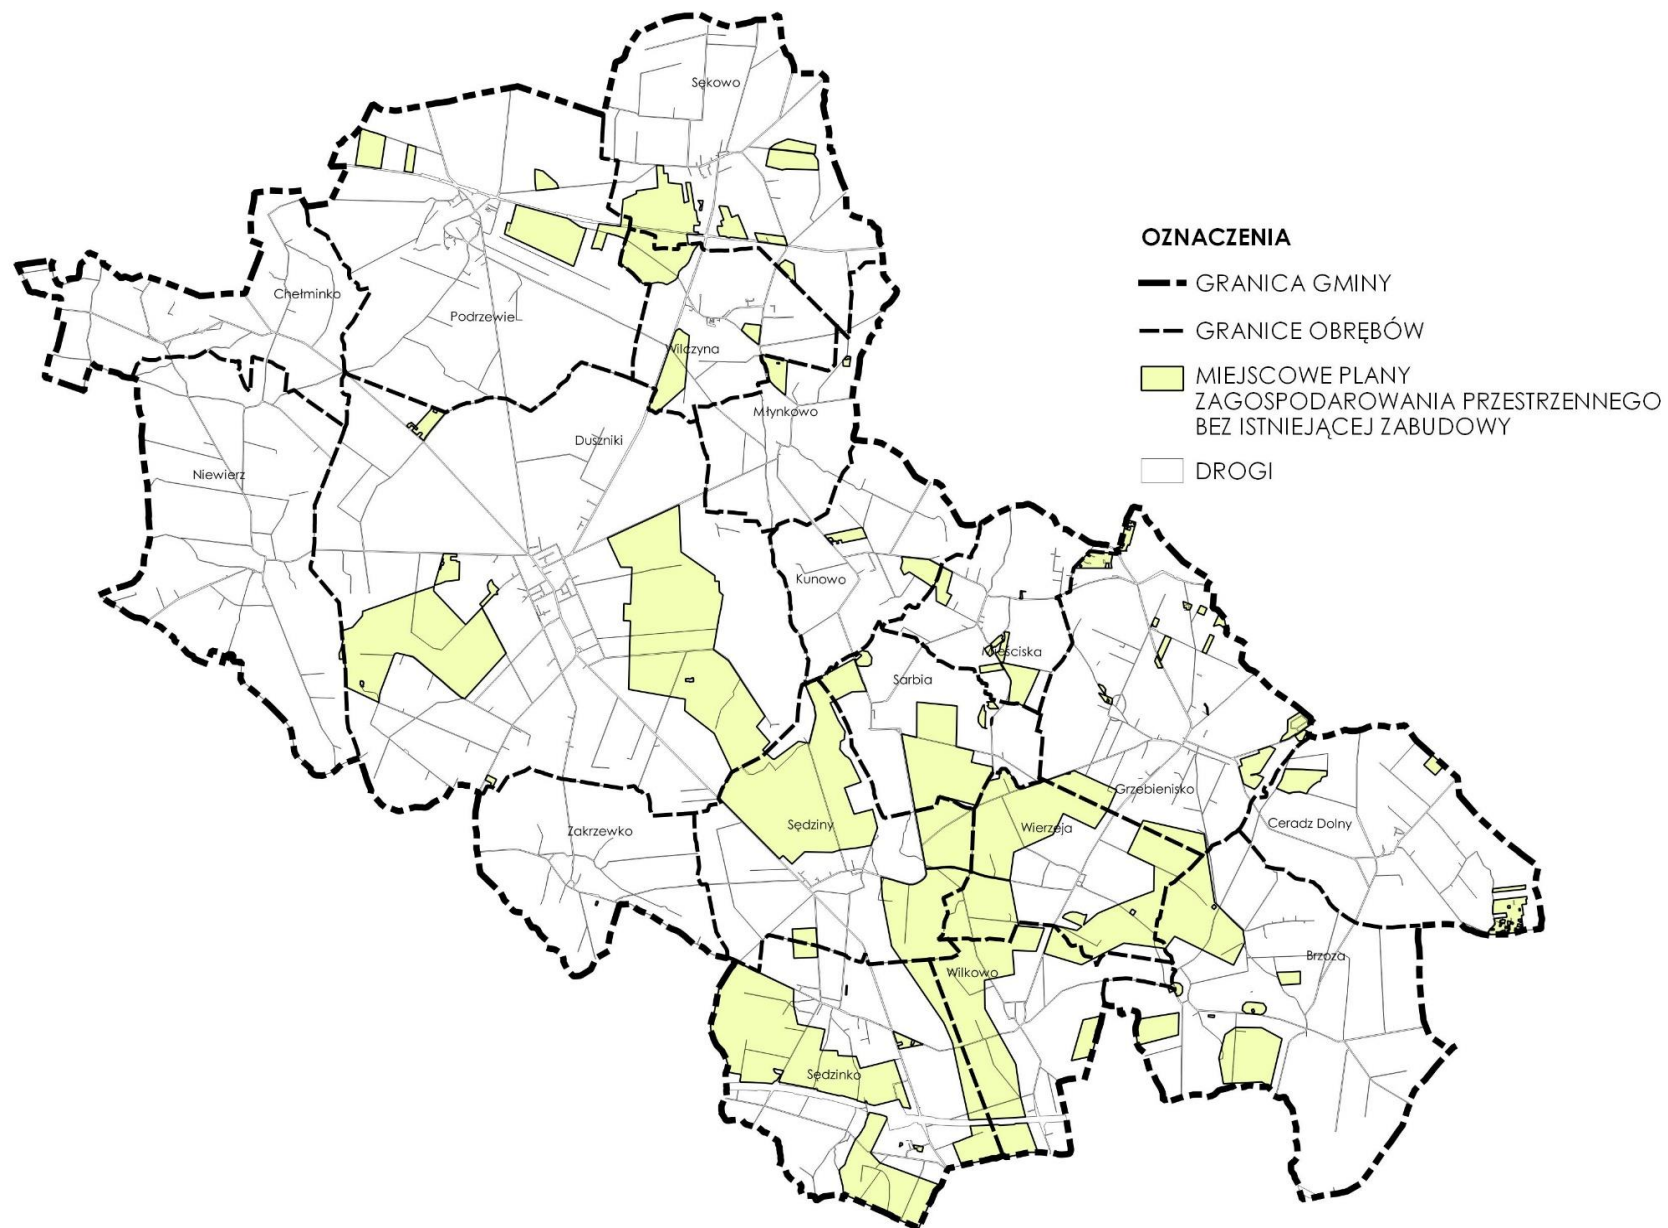 Sękowo
OZNACZENIA
GRANICA GMINY
Chełminko
Podrzewie
GRANICE OBRĘBÓW
Wilczyna
MIEJSCOWE PLANY
ZAGOSPODAROWANIA PRZESTRZENNEGO
BEZ ISTNIEJĄCEJ ZABUDOWY
Młynkowo
Duszniki
Niewierz
DROGI
Kunowo
Mieściska
Sarbia
Grzebienisko
Zakrzewko
Sędziny
Wierzeja
Ceradz Dolny
Brzoza
Wilkowo
Sędzinko